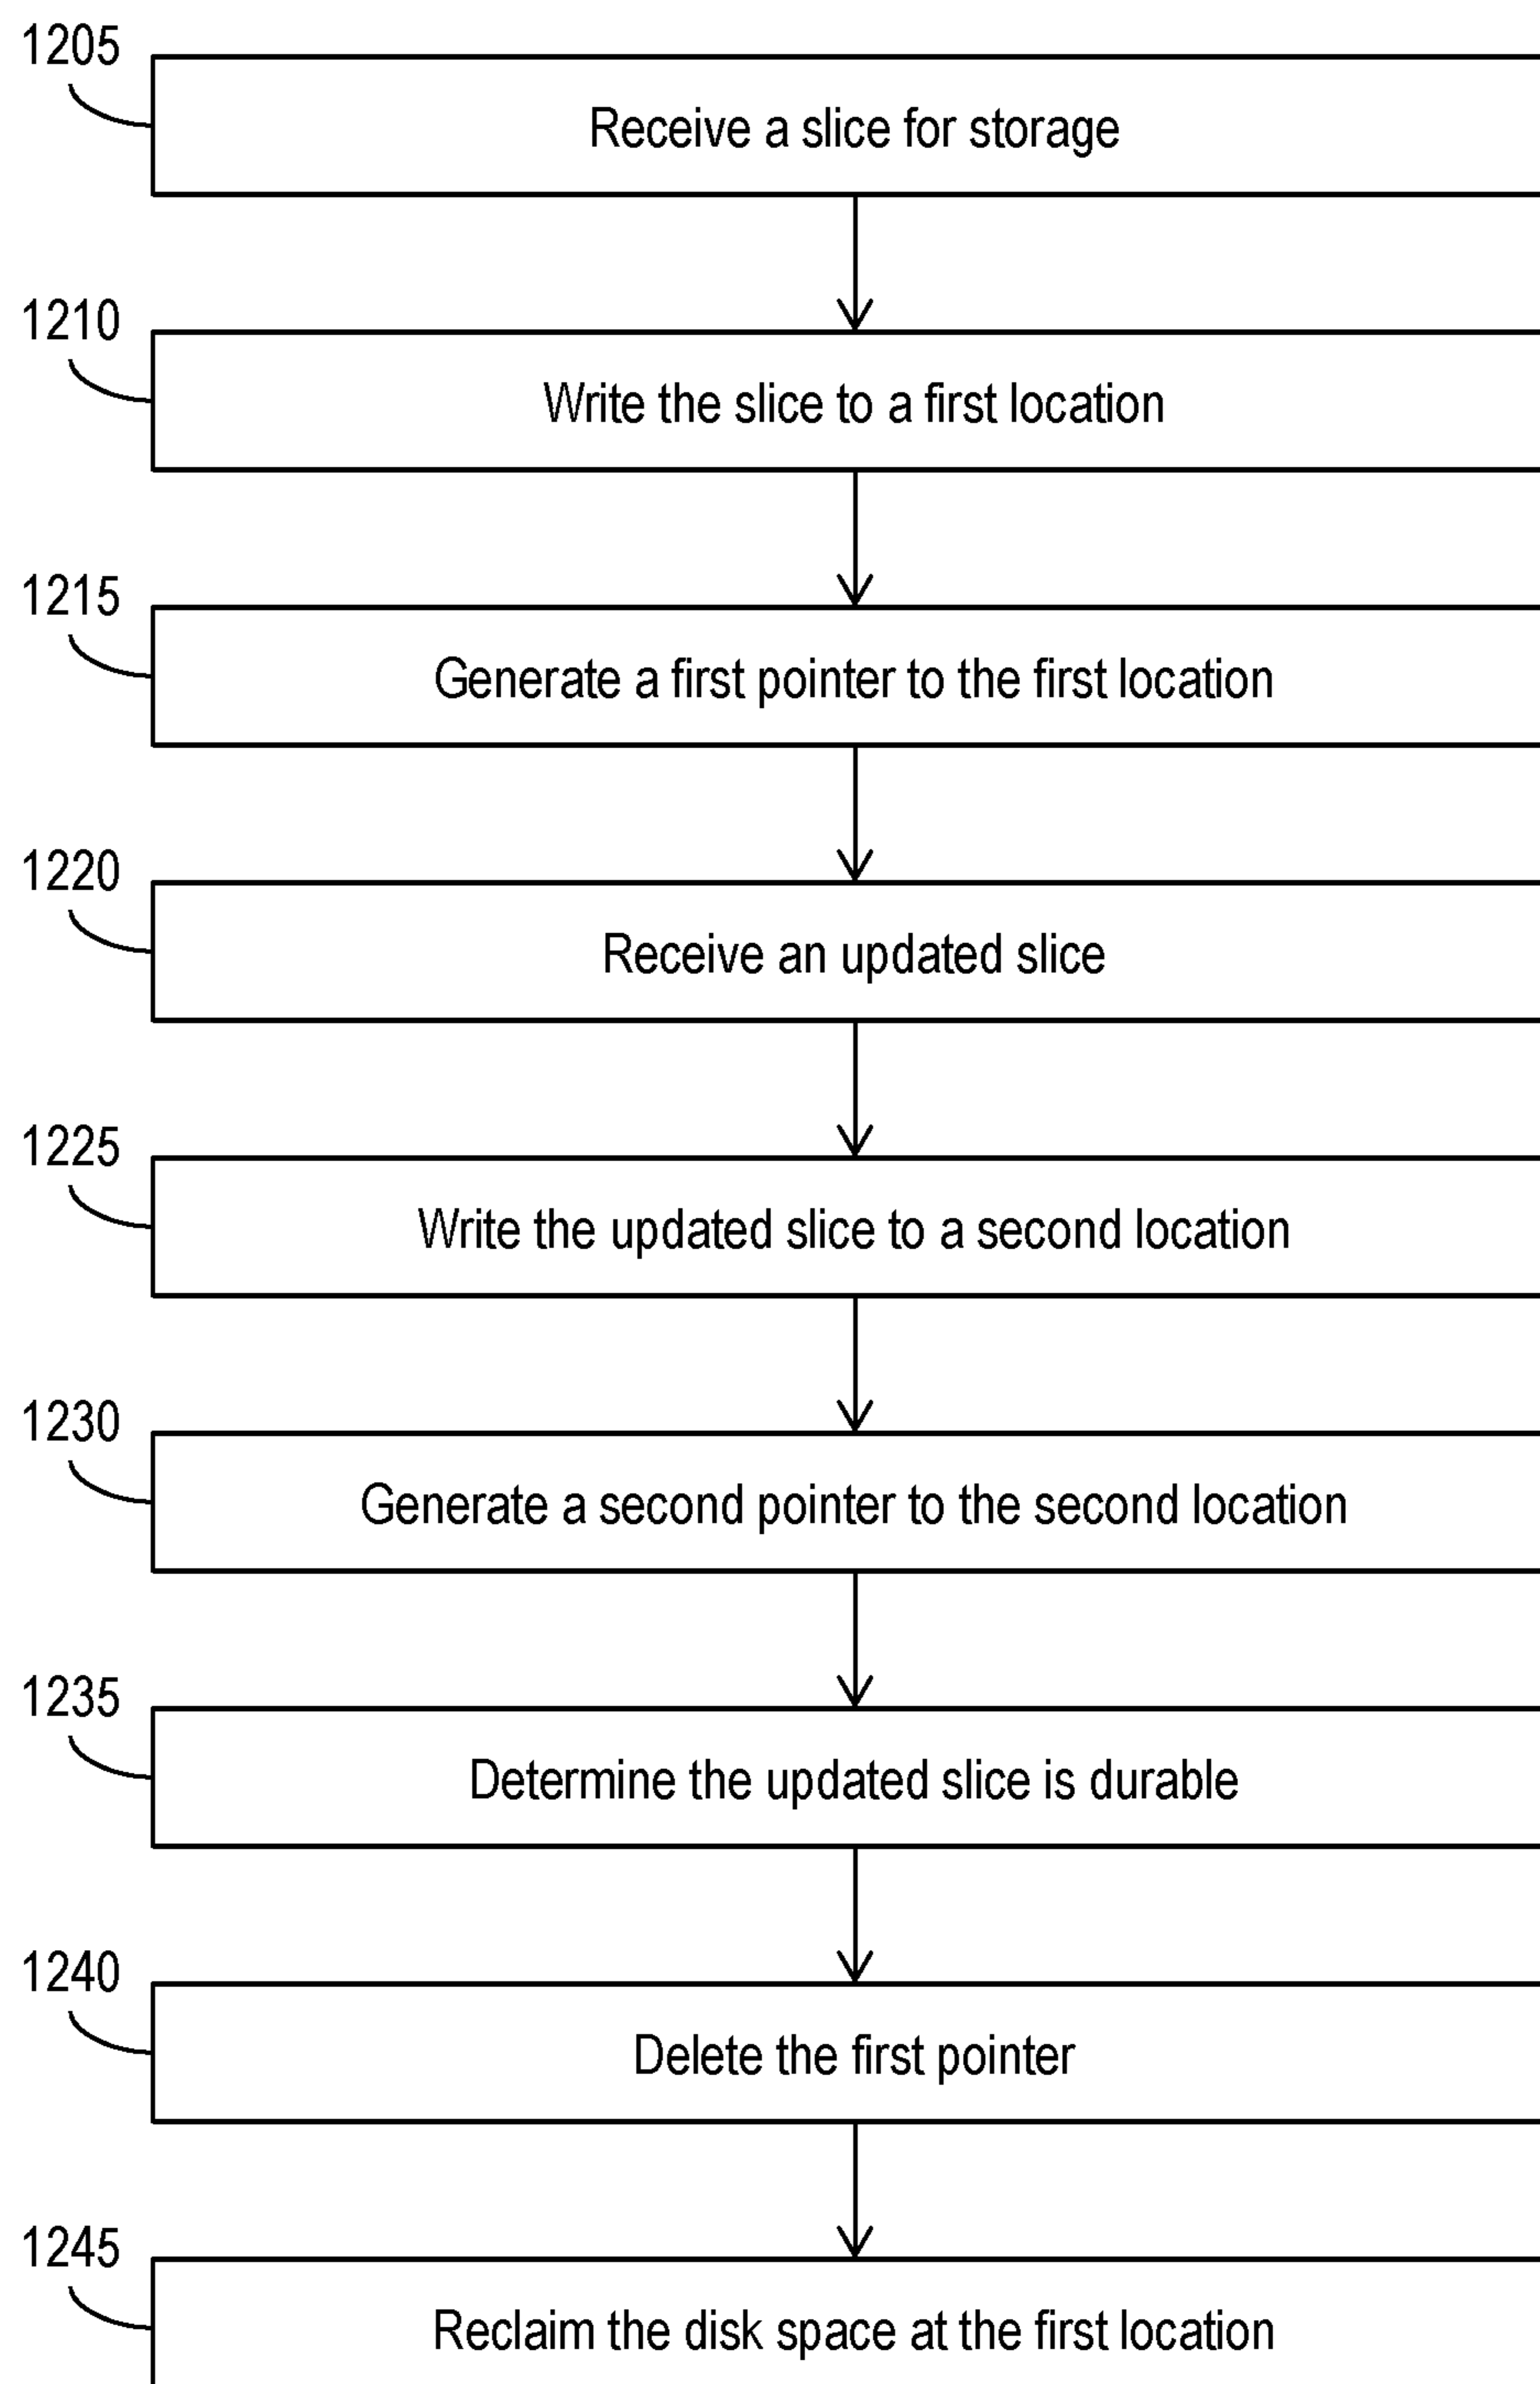 1205
Receive a slice for storage
1210
Write the slice to a first location
1215
Generate a first pointer to the first location
1220
Receive an updated slice
1225
Write the updated slice to a second location
1230
Generate a second pointer to the second location
1235
Determine the updated slice is durable
1240
Delete the first pointer
1245
Reclaim the disk space at the first location